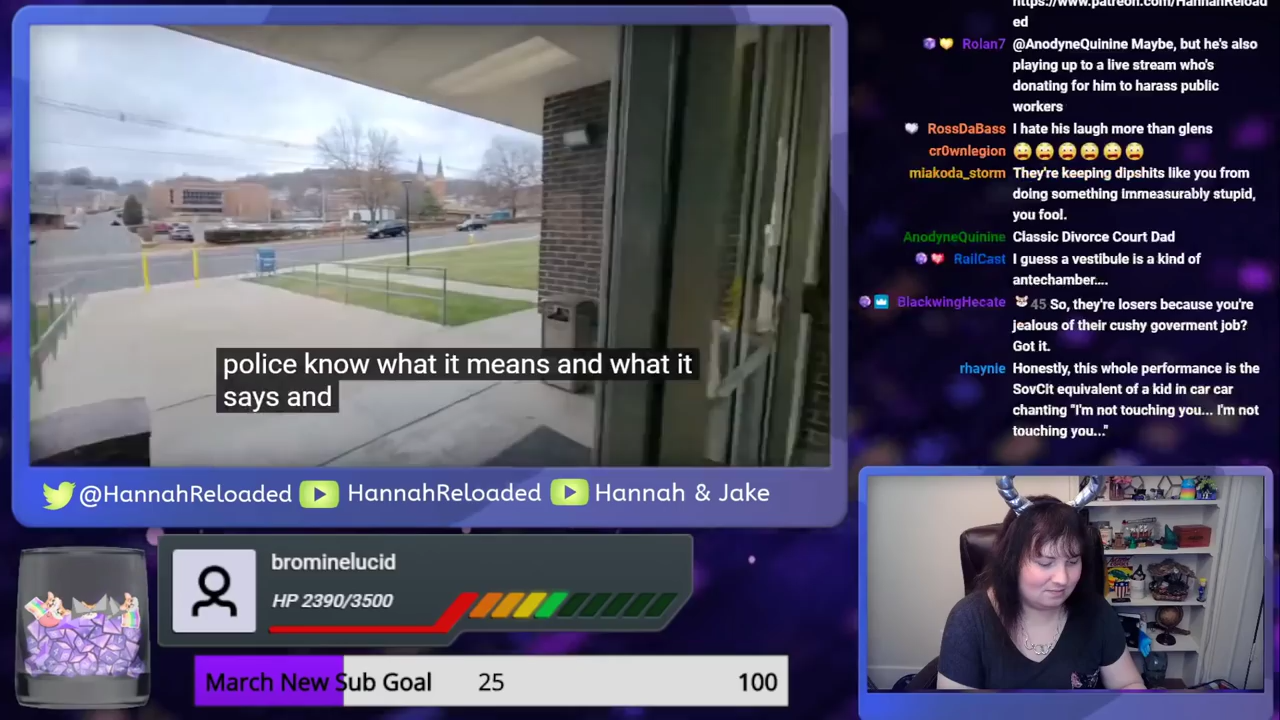 https://www.patreon.com/HannahReload
ed
Rolan7 @AnodyneQuinine Maybe, but he's also
playing up to a live stream who's
donating for him to harass public
workers
RossDaBass I hate his laugh more than glens
cr0wnlegion
miakoda_storm They're keeping dipshits like you from
doing something immeasurably stupid,
you fool.
AnodyneQuinine Classic Divorce Court Dad
RailCast I guess a vestibule is a kind of
antechamber....
BlackwingHecate 45 So, they're losers because you're
jealous of their cushy goverment job?
Got it.
rhaynie Honestly, this whole performance is the
SovCit equivalent of a kid in car car
chanting "I'm not touching you... I'm not
touching you..."
police know what it means and what it
says and
@HannahReloaded HannahReloaded Hannah & Jake
brominelucid
HP 2390/3500
March New Sub Goal 25 100